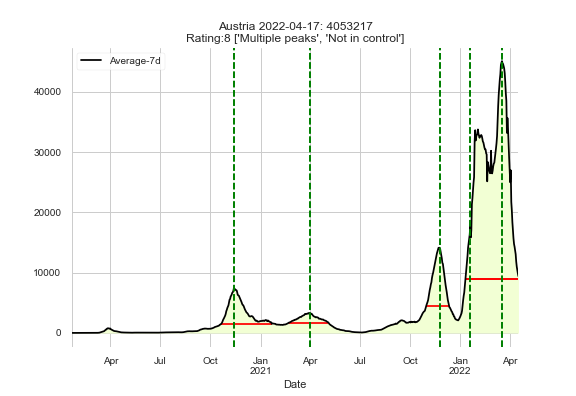 Austria 2022-04-17: 4053217
Rating:8 ['Multiple peaks', 'Not in control']
Average-7d
40000
30000
20000
10000
0
Apr Jul Oct Jan Apr Jul Oct Jan Apr
2021 2022
Date